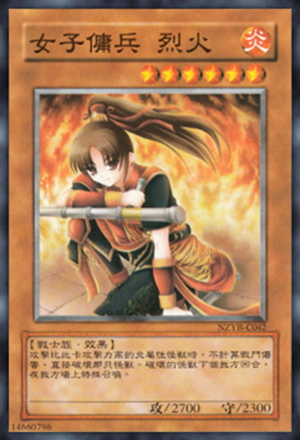 女子傭兵 烈火
炎
NZYB-C042
【戰士族·效果】
攻擊比此卡攻擊力高的炎屬性怪獸時，不計算戰鬥傷
害，直接破壞那只怪獸。破壞的怪獸下個我方回合，
在我方場上特殊召喚。
攻/2700 守/2300
14660796